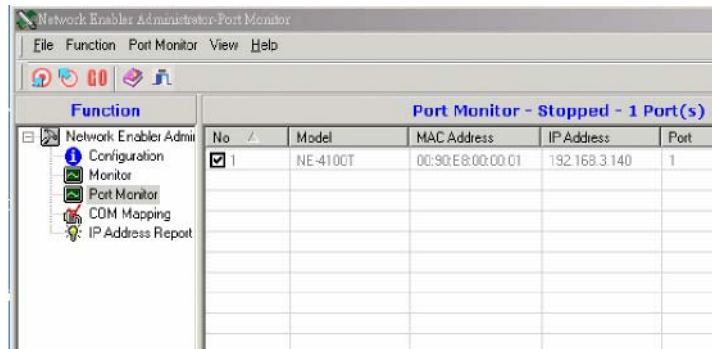 Network Enabler Administrator-Port Monitor
File Function Port Monitor View Help
GO
Function
Port Monitor - Stopped - 1 Port(s)
Network Enabler Admir
Configuration
Monitor
Port Monitor
COM Mapping
IP Address Report
No Model MAC Address IP Address Port
1 NE-4100T 00:90:E8:00:00:01 192.168.3.140 1